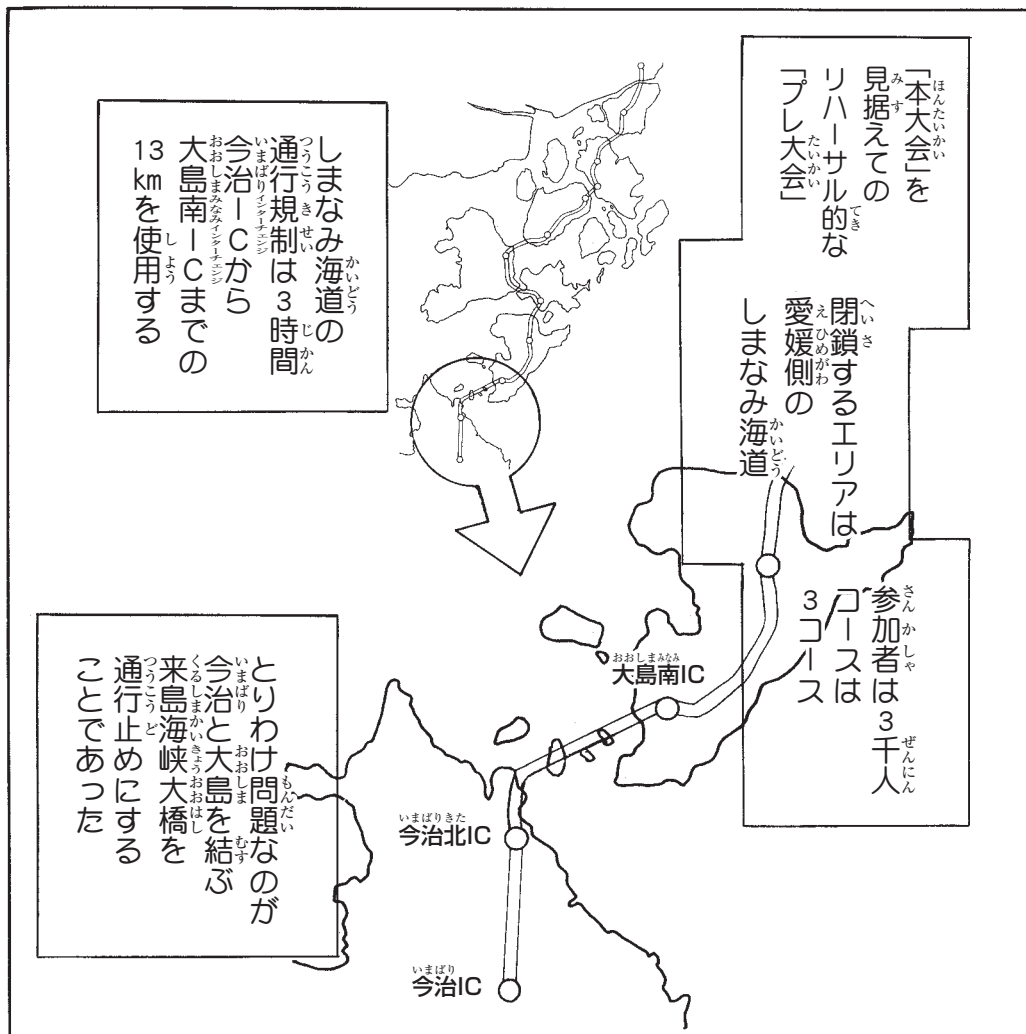 「本大会」を
見据えての
リハーサル的な
「プレ大会」
閉鎖するエリアは
愛媛側の
しまなみ海道
参加者は3千人
コースは
3コース
しまなみ海道の
通行規制は3時間
今治ICから
大島南ICまでの
13kmを使用する
大島南IC
今治北IC
今治IC
とりわけ問題なのが
今治と大島を結ぶ
来島海峡大橋を
通行止めにする
ことであった